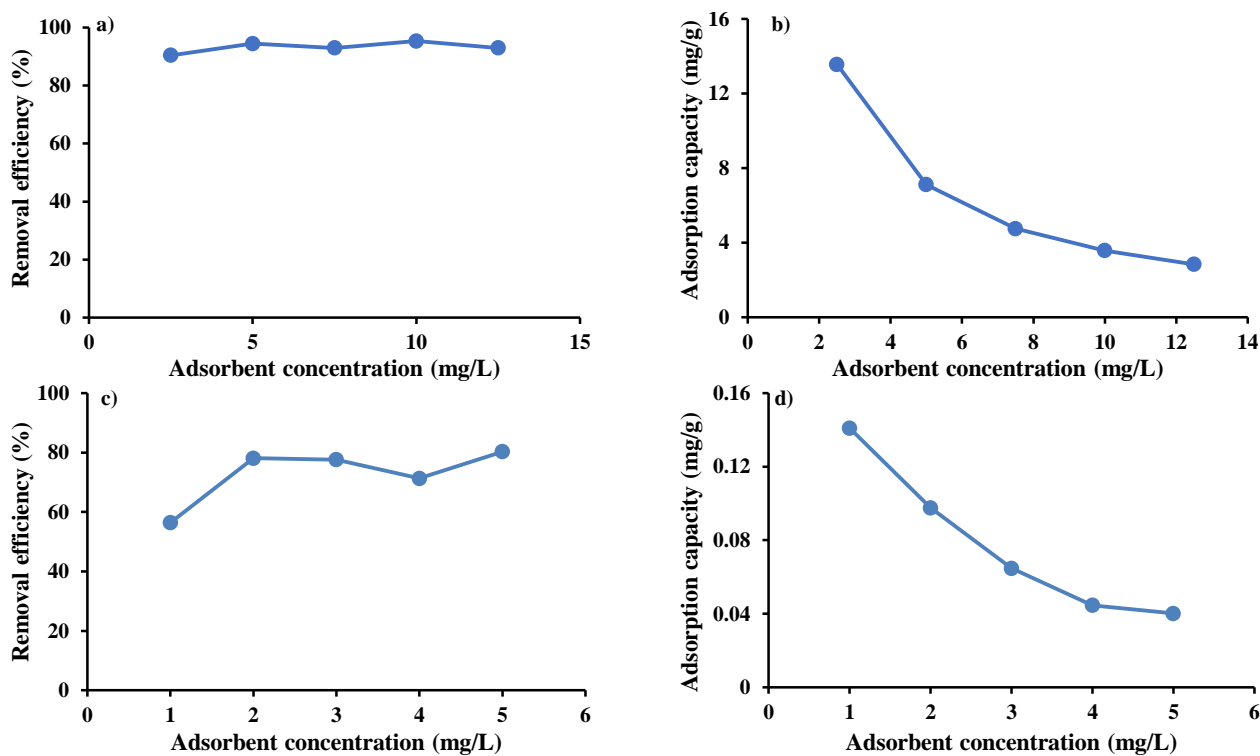 a)
Removal efficiency (%)
100
80
60
40
20
0
0 5 10 15
Adsorbent concentration (mg/L)
b)
Adsorption capacity (mg/g)
16
12
8
4
0
0 2 4 6 8 10 12 14
Adsorbent concentration (mg/L)
c)
Removal efficiency (%)
100
80
60
40
20
0
0 1 2 3 4 5 6
Adsorbent concentration (mg/L)
d)
Adsorption capacity (mg/g)
0.16
0.12
0.08
0.04
0
0 1 2 3 4 5 6
Adsorbent concentration (mg/L)